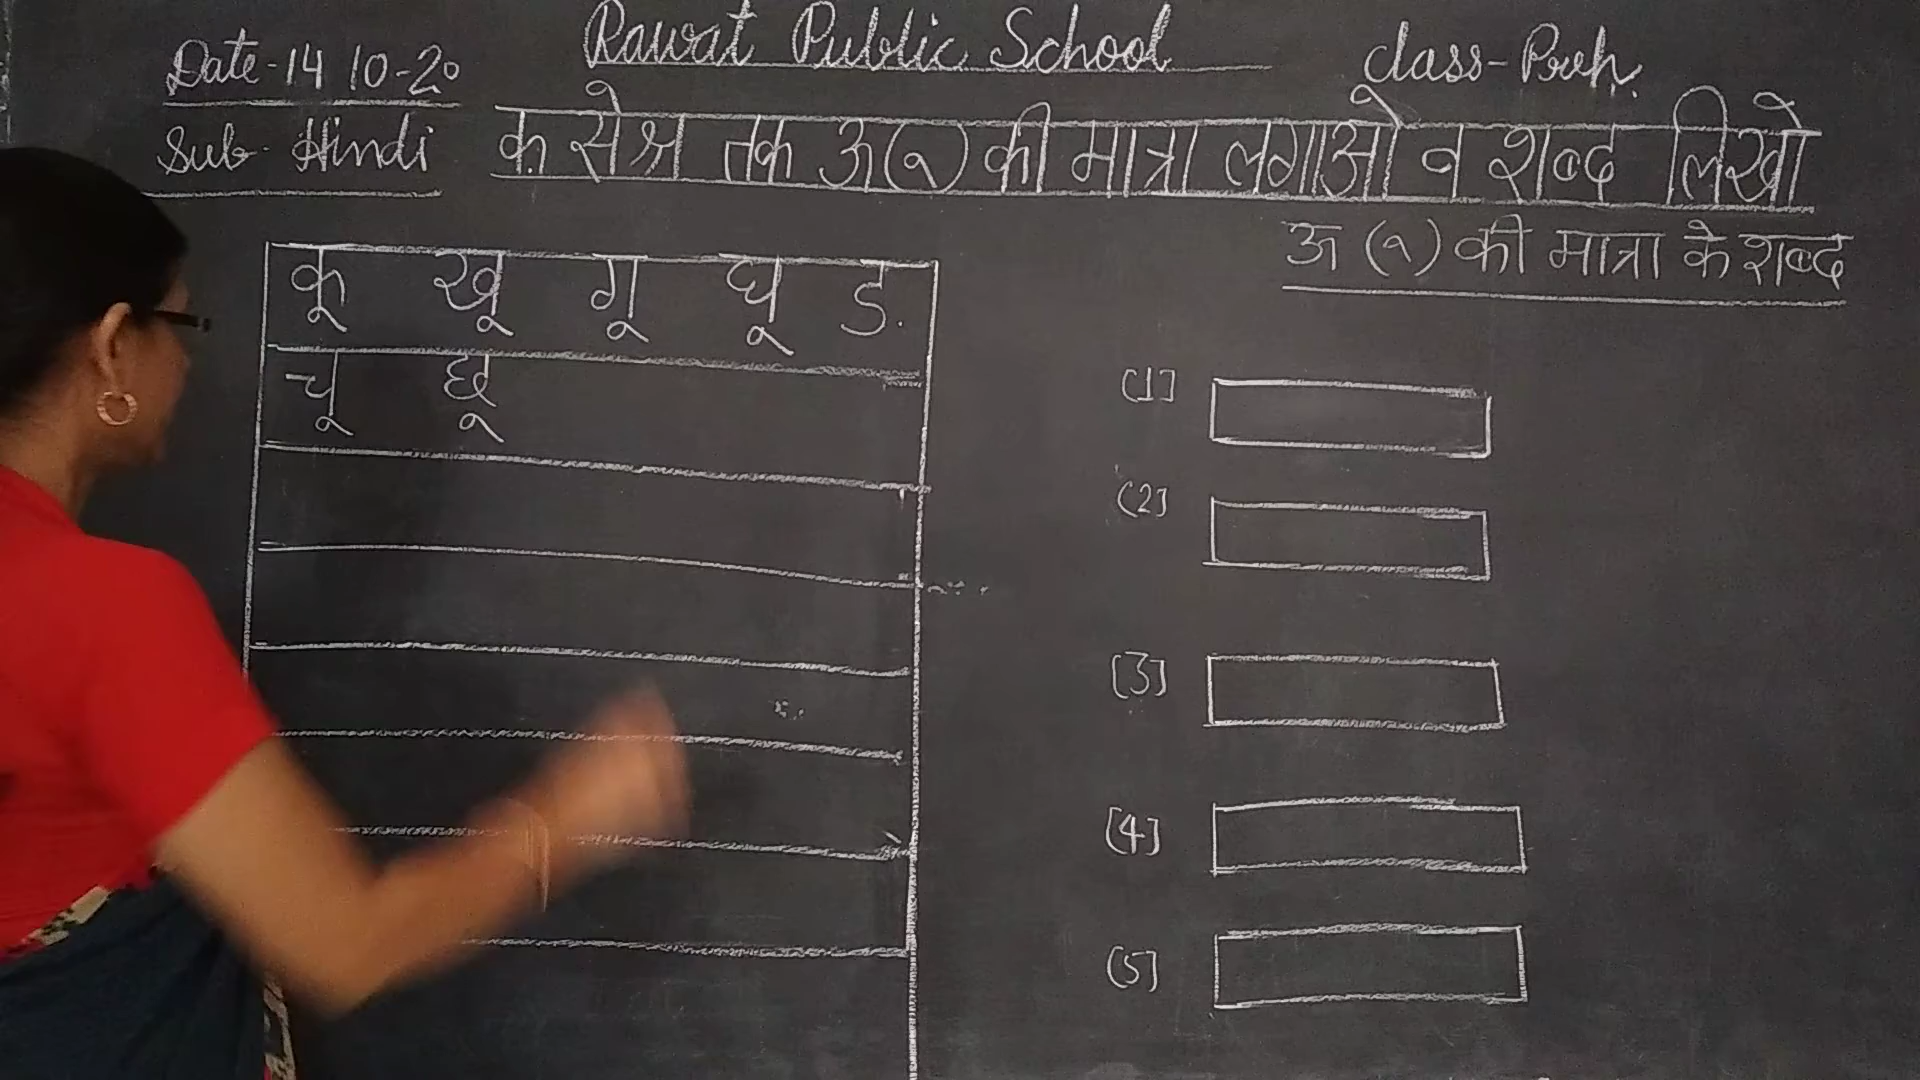 Rawat Public School
Date-14 10-20
Class-Prep.
Sub- Hindi
क से श्र तक ऊ(ू) की मात्रा लगाओ व शब्द लिखो
ऊ (ू) की मात्रा के शब्द
कू खू गू घू ड.
चू छू
(1)
(2)
(3)
(4)
(5)